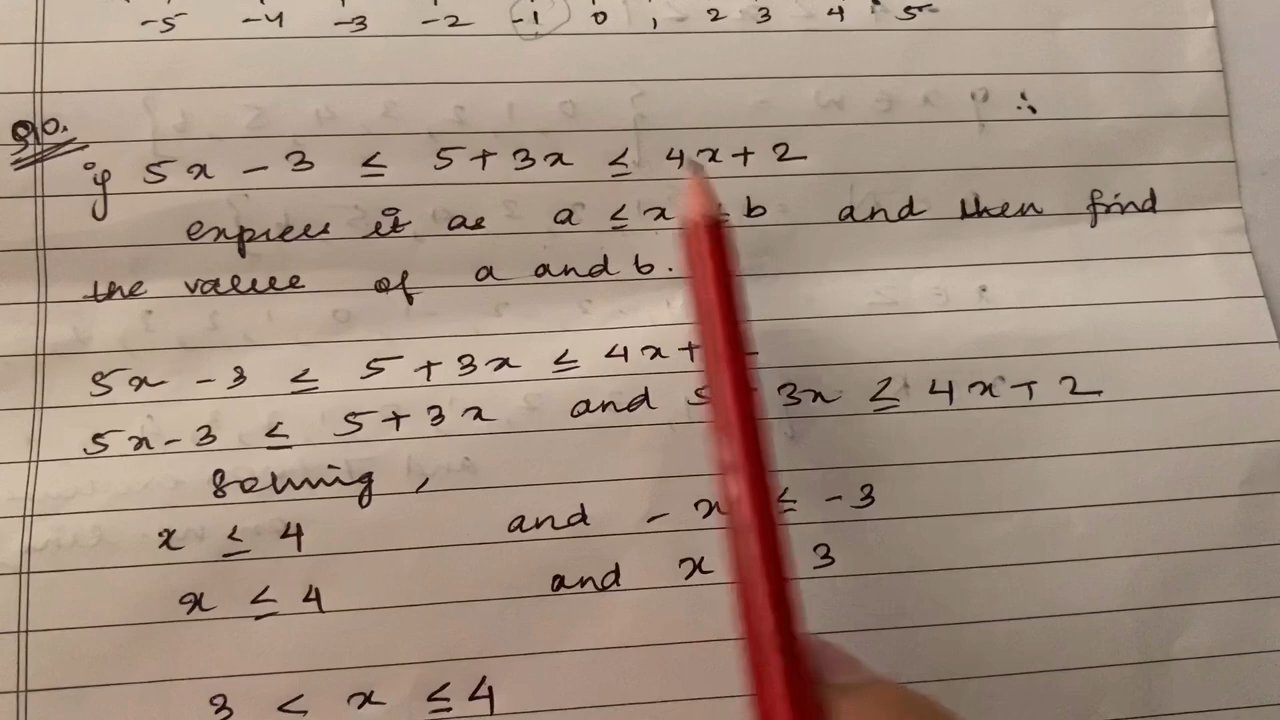 -5 -4 -3 -2 -1 0 1 2 3 4 5
Q10.
if 5x - 3 ≤ 5 + 3x ≤ 4x + 2
express it as a ≤ x b and then find
the value of a and b.
5x - 3 ≤ 5 + 3x ≤ 4x +
5x - 3 ≤ 5 + 3x and 5 3x ≤ 4x + 2
Solving,
x ≤ 4 and - x ≤ -3
x ≤ 4 and x 3
3 < x ≤ 4